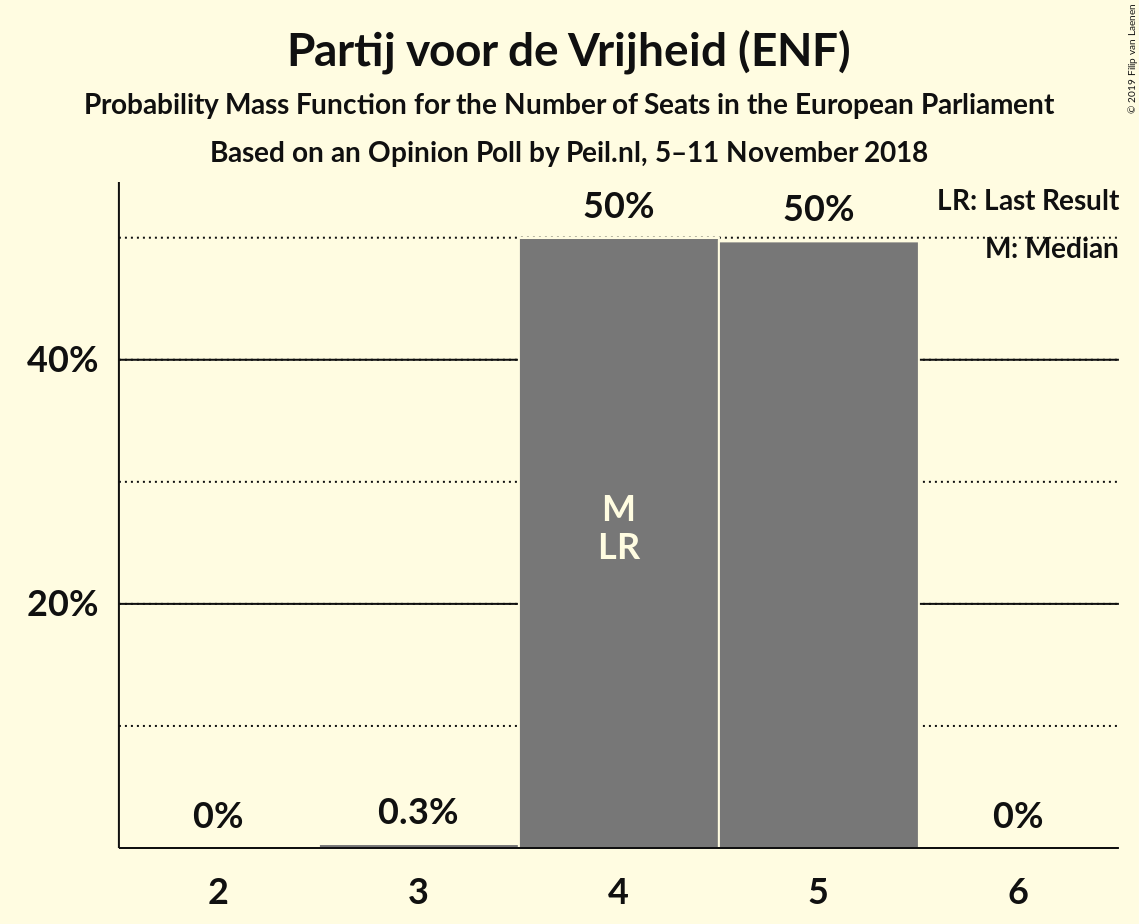 Partij voor de Vrijheid (ENF)
Probability Mass Function for the Number of Seats in the European Parliament
Based on an Opinion Poll by Peil.nl, 5–11 November 2018
© 2019 Filip van Laenen
LR: Last Result
M: Median
50%
50%
40%
20%
M
LR
0%
0.3%
0%
2
3
4
5
6